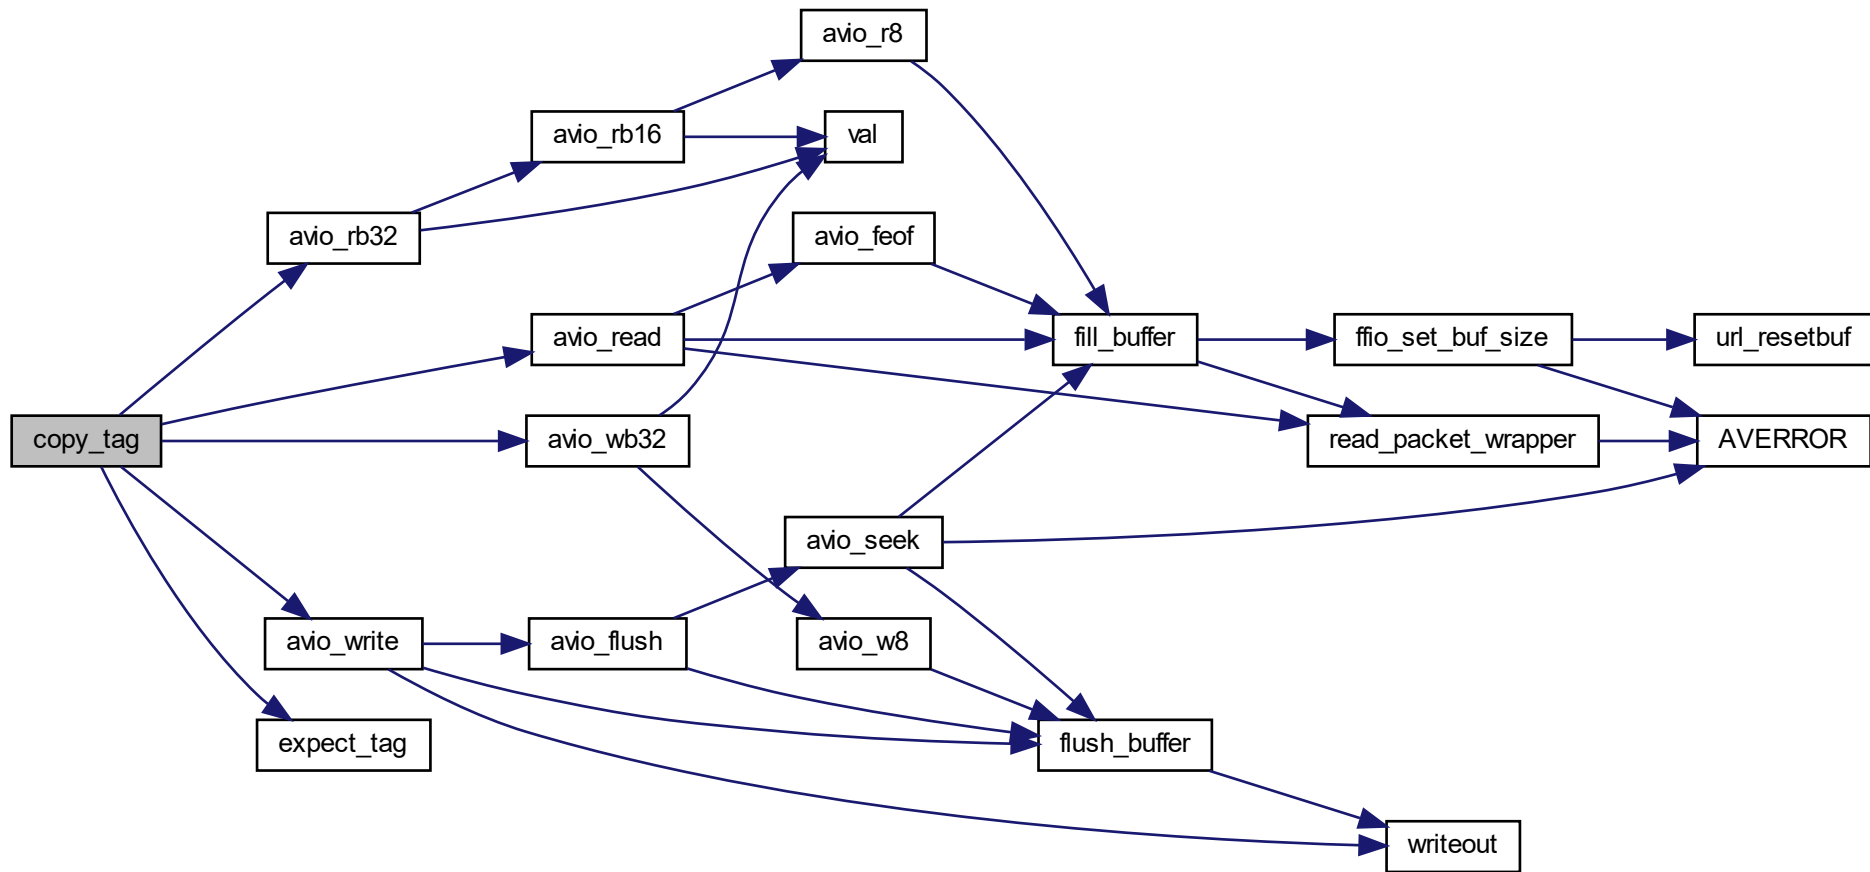 avio_r8
avio_rb16
val
avio_rb32
avio_feof
avio_read
fill_buffer
ffio_set_buf_size
url_resetbuf
copy_tag
avio_wb32
read_packet_wrapper
AVERROR
avio_seek
avio_write
avio_flush
avio_w8
expect_tag
flush_buffer
writeout